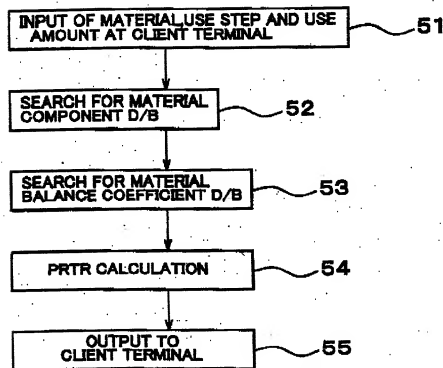 INPUT OF MATERIAL,USE STEP AND USE
AMOUNT AT CLIENT TERMINAL
51
SEARCH FOR MATERIAL
COMPONENT D/B
52
SEARCH FOR MATERIAL
BALANCE COEFFICIENT D/B
53
PRTR CALCULATION
54
OUTPUT TO
CLIENT TERMINAL
55